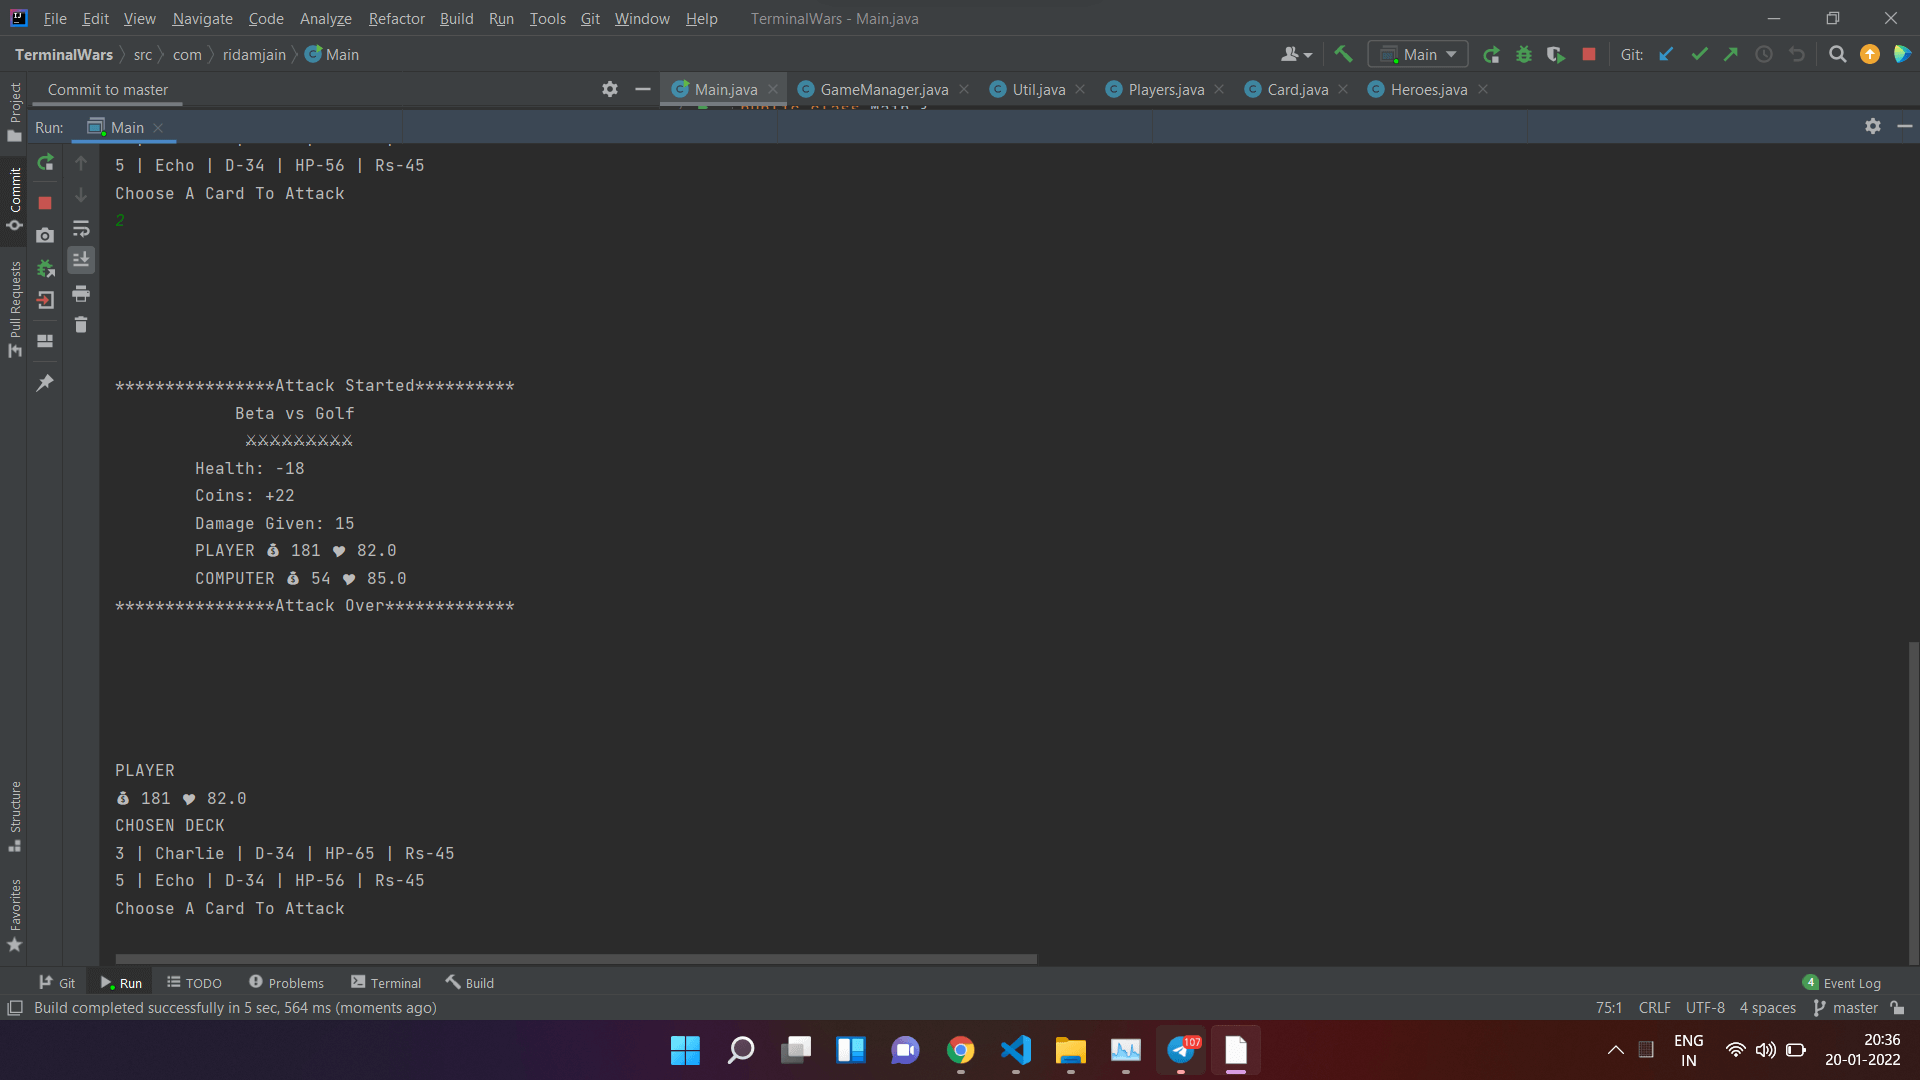 File Edit View Navigate Code Analyze Refactor Build Run Tools Git Window Help TerminalWars - Main.java
TerminalWars src com ridamjain Main Main Git:
Commit to master Main.java GameManager.java Util.java Players.java Card.java Heroes.java
Run: Main
Project
Commit
Pull Requests
Structure
Favorites
5 | Echo | D-34 | HP-56 | Rs-45
Choose A Card To Attack
2
****************Attack Started**********
Beta vs Golf
⚔⚔⚔⚔⚔⚔⚔⚔⚔
Health: -18
Coins: +22
Damage Given: 15
PLAYER 💰 181 ❤ 82.0
COMPUTER 💰 54 ❤ 85.0
****************Attack Over*************
PLAYER
💰 181 ❤ 82.0
CHOSEN DECK
3 | Charlie | D-34 | HP-65 | Rs-45
5 | Echo | D-34 | HP-56 | Rs-45
Choose A Card To Attack
Git Run TODO Problems Terminal Build 4 Event Log
Build completed successfully in 5 sec, 564 ms (moments ago) 75:1 CRLF UTF-8 4 spaces master
107
ENG
IN
20:36
20-01-2022